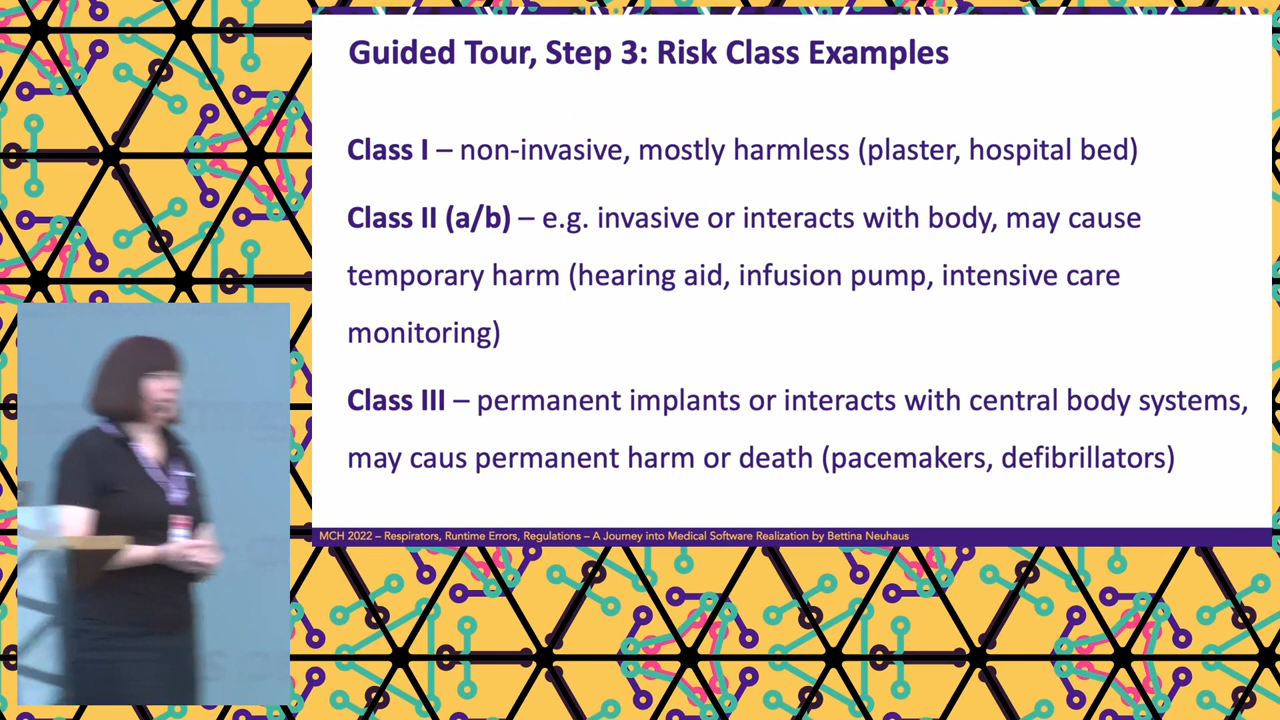 Guided Tour, Step 3: Risk Class Examples
Class I – non-invasive, mostly harmless (plaster, hospital bed)
Class II (a/b) – e.g. invasive or interacts with body, may cause
temporary harm (hearing aid, infusion pump, intensive care
monitoring)
Class III – permanent implants or interacts with central body systems,
may caus permanent harm or death (pacemakers, defibrillators)
MCH 2022 – Respirators, Runtime Errors, Regulations – A Journey into Medical Software Realization by Bettina Neuhaus